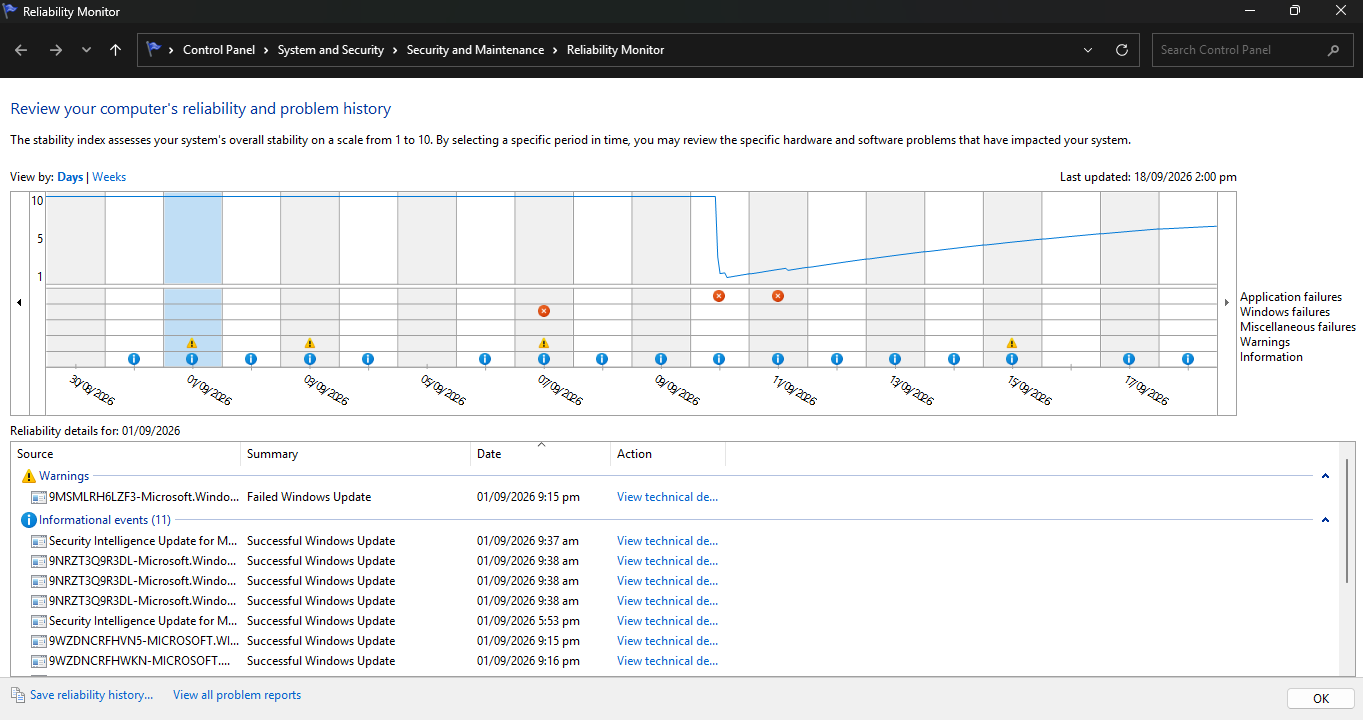 Reliability Monitor
Control Panel > System and Security > Security and Maintenance > Reliability Monitor
Search Control Panel
Review your computer's reliability and problem history
The stability index assesses your system's overall stability on a scale from 1 to 10. By selecting a specific period in time, you may review the specific hardware and software problems that have impacted your system.
View by: Days | Weeks
Last updated: 18/09/2026 2:00 pm
10
5
1
Application failures
Windows failures
Miscellaneous failures
Warnings
Information
01/09/2026
03/09/2026
05/09/2026
07/09/2026
09/09/2026
11/09/2026
13/09/2026
15/09/2026
17/09/2026
Reliability details for: 01/09/2026
Source Summary Date Action
Warnings
9MSMLRH6LZF3-Microsoft.Windo... Failed Windows Update 01/09/2026 9:15 pm View technical de...
Informational events (11)
Security Intelligence Update for M... Successful Windows Update 01/09/2026 9:37 am View technical de...
9NRZT3Q9R3DL-Microsoft.Windo... Successful Windows Update 01/09/2026 9:38 am View technical de...
9NRZT3Q9R3DL-Microsoft.Windo... Successful Windows Update 01/09/2026 9:38 am View technical de...
9NRZT3Q9R3DL-Microsoft.Windo... Successful Windows Update 01/09/2026 9:38 am View technical de...
Security Intelligence Update for M... Successful Windows Update 01/09/2026 5:53 pm View technical de...
9WZDNCRFHVN5-MICROSOFT.WI... Successful Windows Update 01/09/2026 9:15 pm View technical de...
9WZDNCRFHWKN-MICROSOFT.... Successful Windows Update 01/09/2026 9:16 pm View technical de...
Save reliability history...
View all problem reports
OK